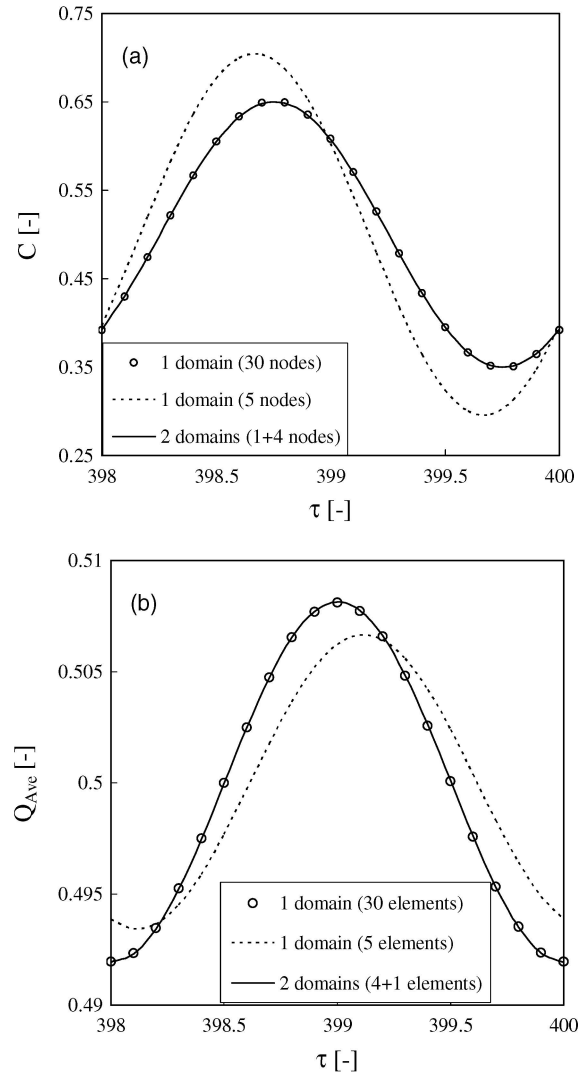 0.75
(a)
0.65
0.55
C [-]
0.45
1 domain (30 nodes)
0.35
1 domain (5 nodes)
2 domains (1+4 nodes)
0.25
398
398.5
399
399.5
400
τ [-]
0.51
(b)
0.505
Q_Ave [-]
0.5
0.495
1 domain (30 elements)
1 domain (5 elements)
2 domains (4+1 elements)
0.49
398
398.5
399
399.5
400
τ [-]